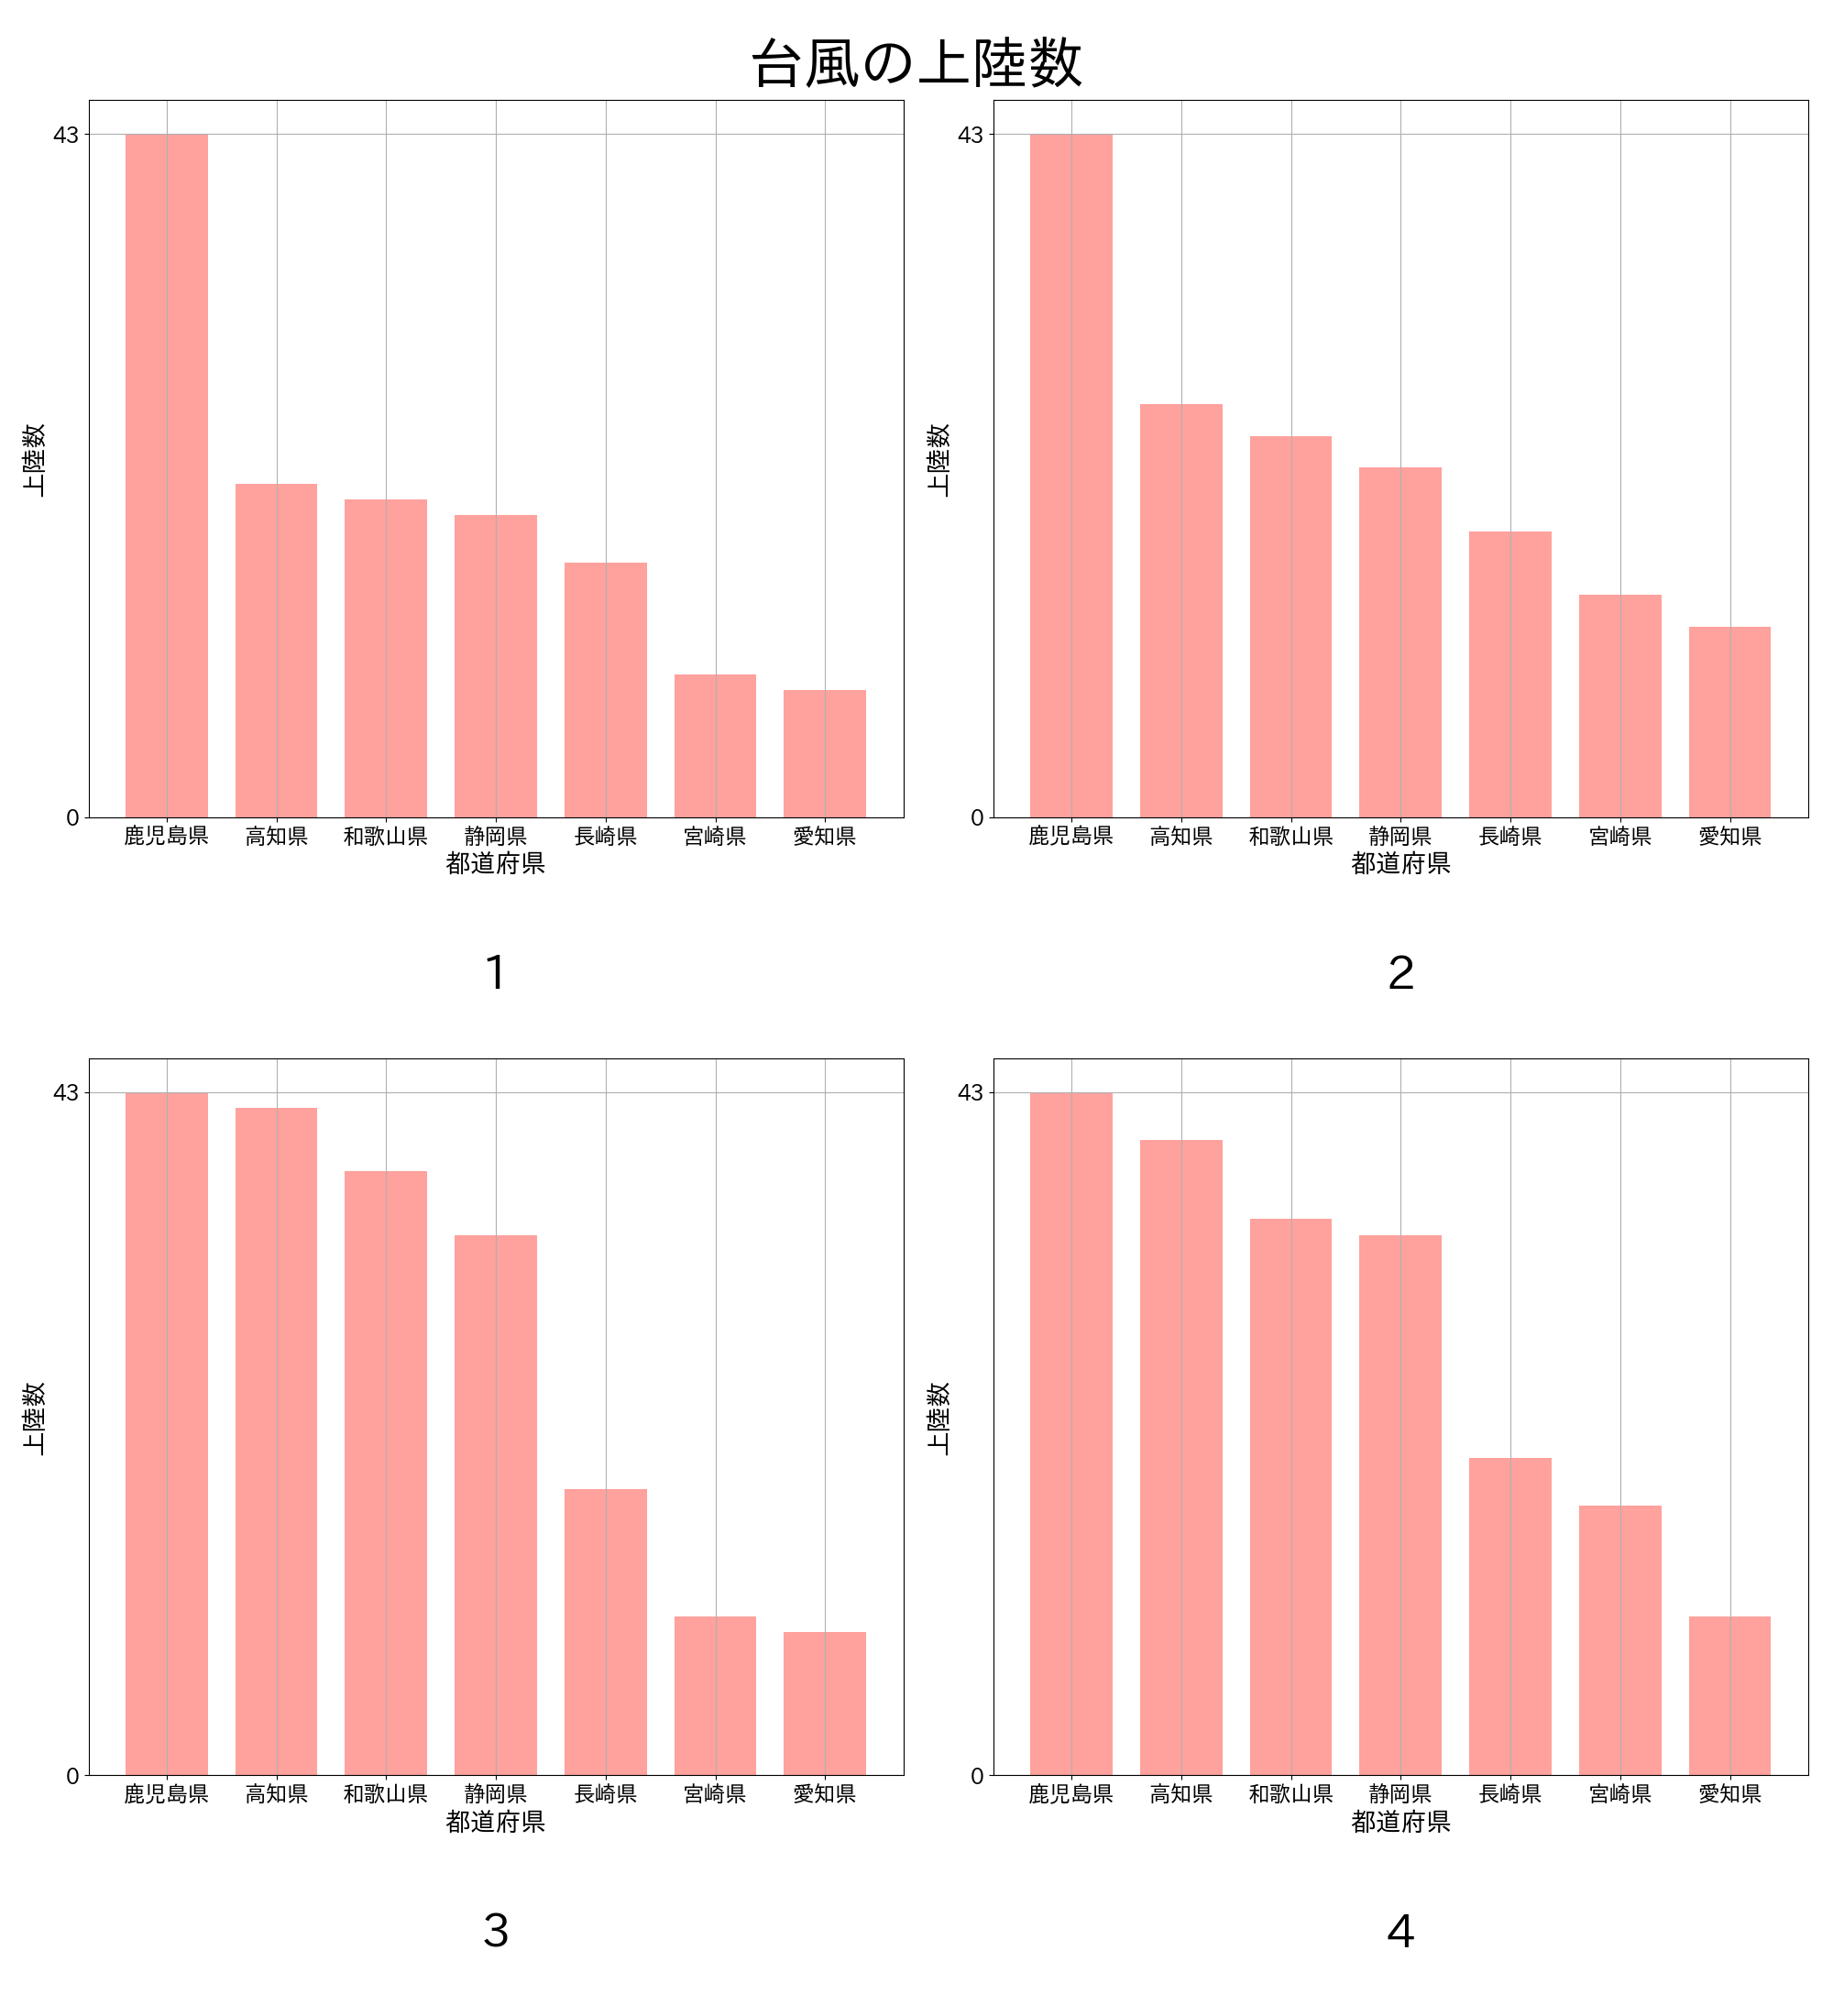 台風の上陸数
43
上陸数
0
鹿児島県 高知県 和歌山県 静岡県 長崎県 宮崎県 愛知県
都道府県
1
43
上陸数
0
鹿児島県 高知県 和歌山県 静岡県 長崎県 宮崎県 愛知県
都道府県
2
43
上陸数
0
鹿児島県 高知県 和歌山県 静岡県 長崎県 宮崎県 愛知県
都道府県
3
43
上陸数
0
鹿児島県 高知県 和歌山県 静岡県 長崎県 宮崎県 愛知県
都道府県
4